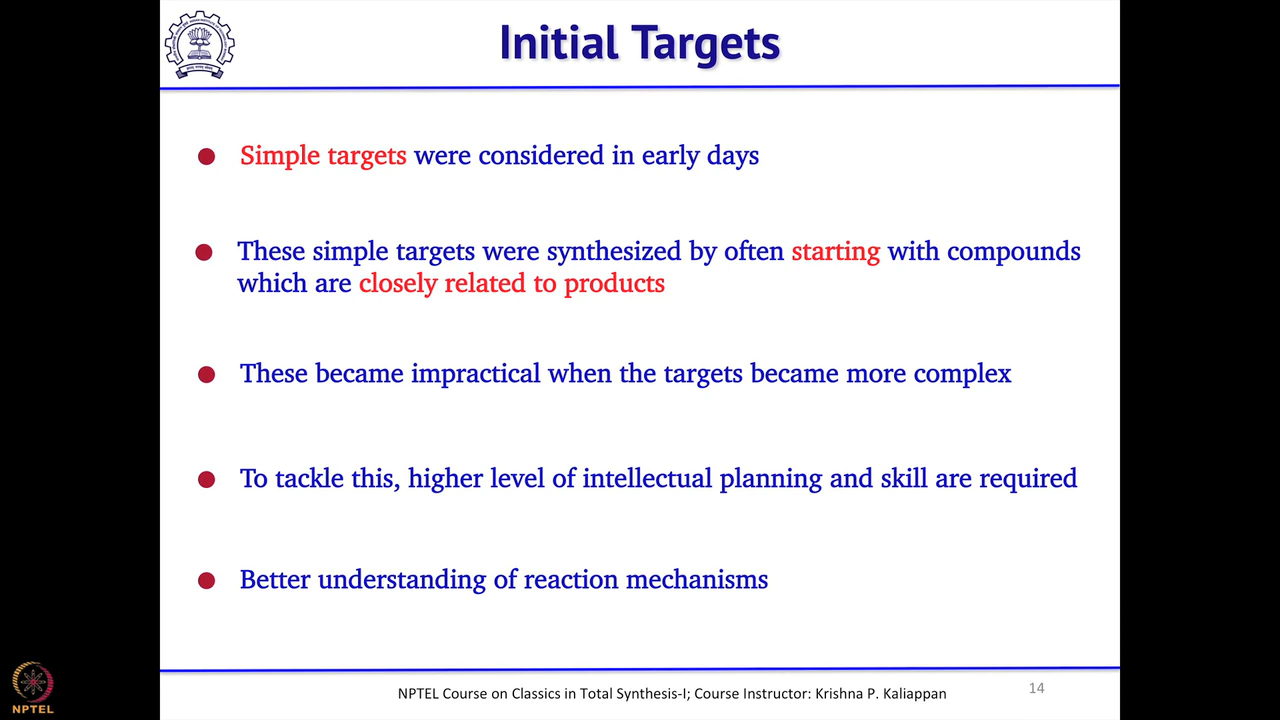 Initial Targets
Simple targets were considered in early days
These simple targets were synthesized by often starting with compounds
which are closely related to products
These became impractical when the targets became more complex
To tackle this, higher level of intellectual planning and skill are required
Better understanding of reaction mechanisms
NPTEL Course on Classics in Total Synthesis-I; Course Instructor: Krishna P. Kaliappan
14
NPTEL